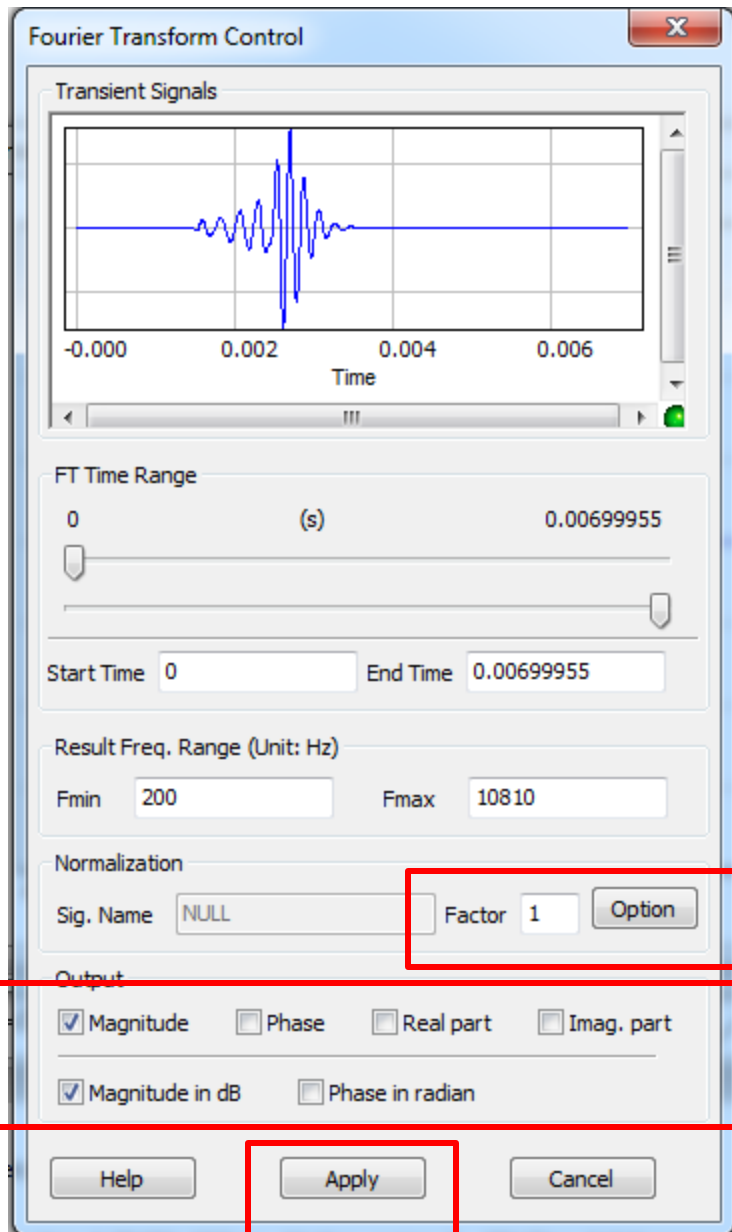 Fourier Transform Control
Transient Signals
-0.000 0.002 0.004 0.006
Time
FT Time Range
0 (s) 0.00699955
Start Time 0 End Time 0.00699955
Result Freq. Range (Unit: Hz)
Fmin 200 Fmax 10810
Normalization
Sig. Name NULL Factor 1 Option
Output
Magnitude Phase Real part Imag. part
Magnitude in dB Phase in radian
Help Apply Cancel